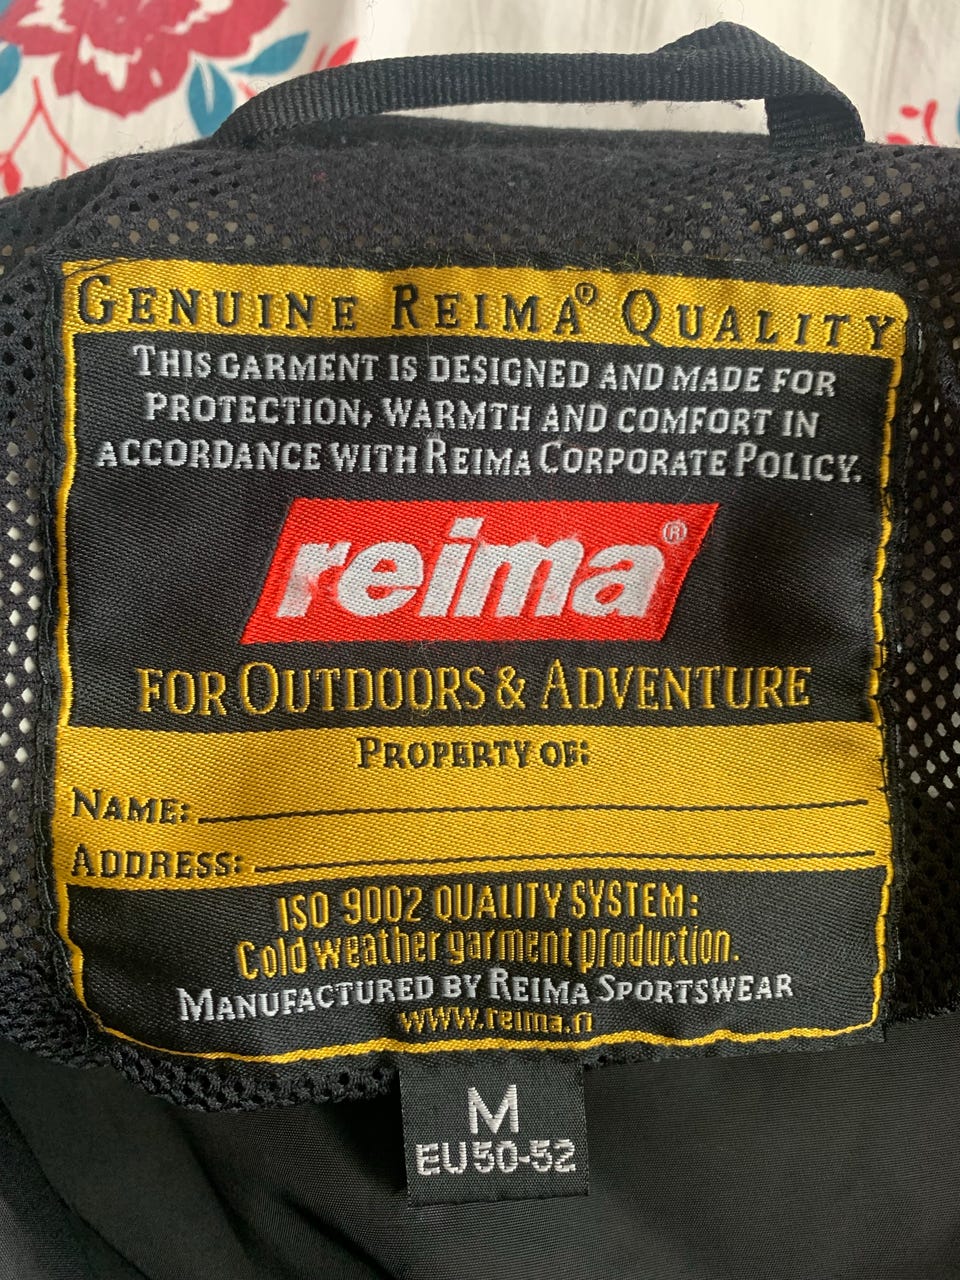 GENUINE REIMA® QUALITY
THIS GARMENT IS DESIGNED AND MADE FOR
PROTECTION, WARMTH AND COMFORT IN
ACCORDANCE WITH REIMA CORPORATE POLICY.
reima®
FOR OUTDOORS & ADVENTURE
PROPERTY OF:
NAME:
ADDRESS:
ISO 9002 QUALITY SYSTEM:
Cold weather garment production.
MANUFACTURED BY REIMA SPORTSWEAR
www.reima.fi
M
EU 50-52